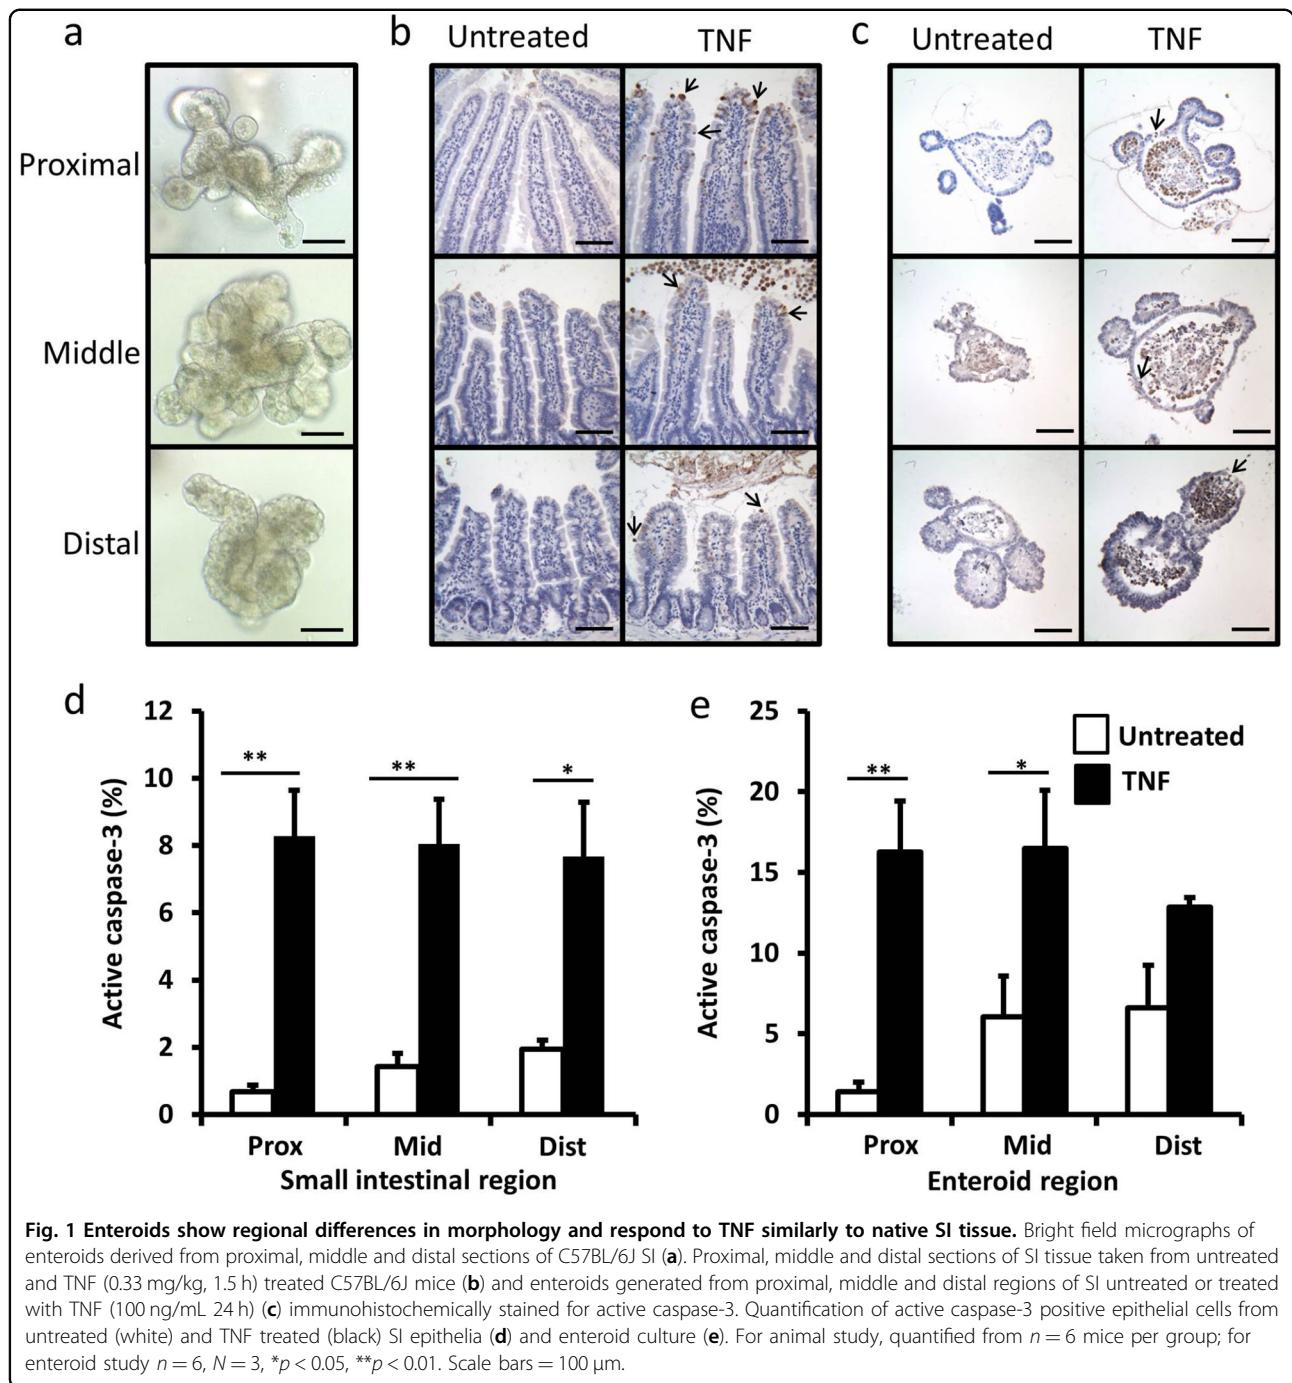 a
b
c
Untreated
TNF
Untreated
TNF
Proximal
Middle
Distal
d
12
10
8
6
4
2
0
Active caspase-3 (%)
**
**
*
Prox
Mid
Dist
Small intestinal region
e
25
20
15
10
5
0
Active caspase-3 (%)
**
*
Untreated
TNF
Prox
Mid
Dist
Enteroid region
Fig. 1 Enteroids show regional differences in morphology and respond to TNF similarly to native SI tissue. Bright field micrographs of
enteroids derived from proximal, middle and distal sections of C57BL/6J SI (a). Proximal, middle and distal sections of SI tissue taken from untreated
and TNF (0.33 mg/kg, 1.5 h) treated C57BL/6J mice (b) and enteroids generated from proximal, middle and distal regions of SI untreated or treated
with TNF (100 ng/mL 24 h) (c) immunohistochemically stained for active caspase-3. Quantification of active caspase-3 positive epithelial cells from
untreated (white) and TNF treated (black) SI epithelia (d) and enteroid culture (e). For animal study, quantified from n = 6 mice per group; for
enteroid study n = 6, N = 3, *p < 0.05, **p < 0.01. Scale bars = 100 μm.